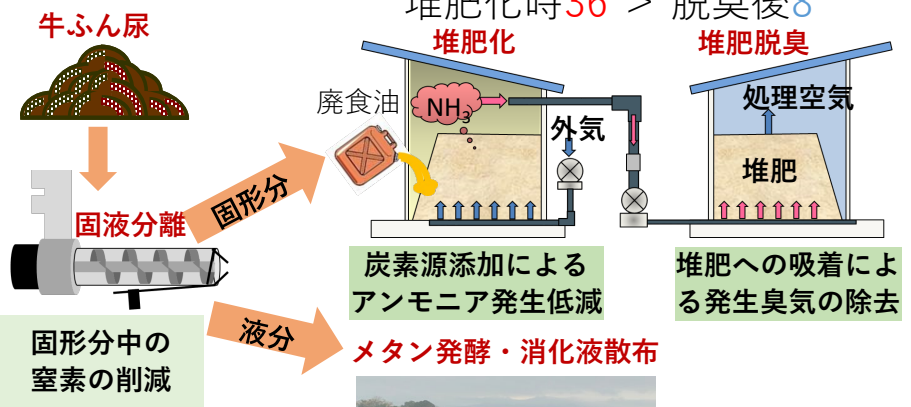 堆肥化時36 > 脱臭後8
牛ふん尿
堆肥化
堆肥脱臭
廃食油
NH3
外気
処理空気
堆肥
固形分
固液分離
炭素源添加による
アンモニア発生低減
堆肥への吸着によ
る発生臭気の除去
液分
固形分中の
窒素の削減
メタン発酵・消化液散布